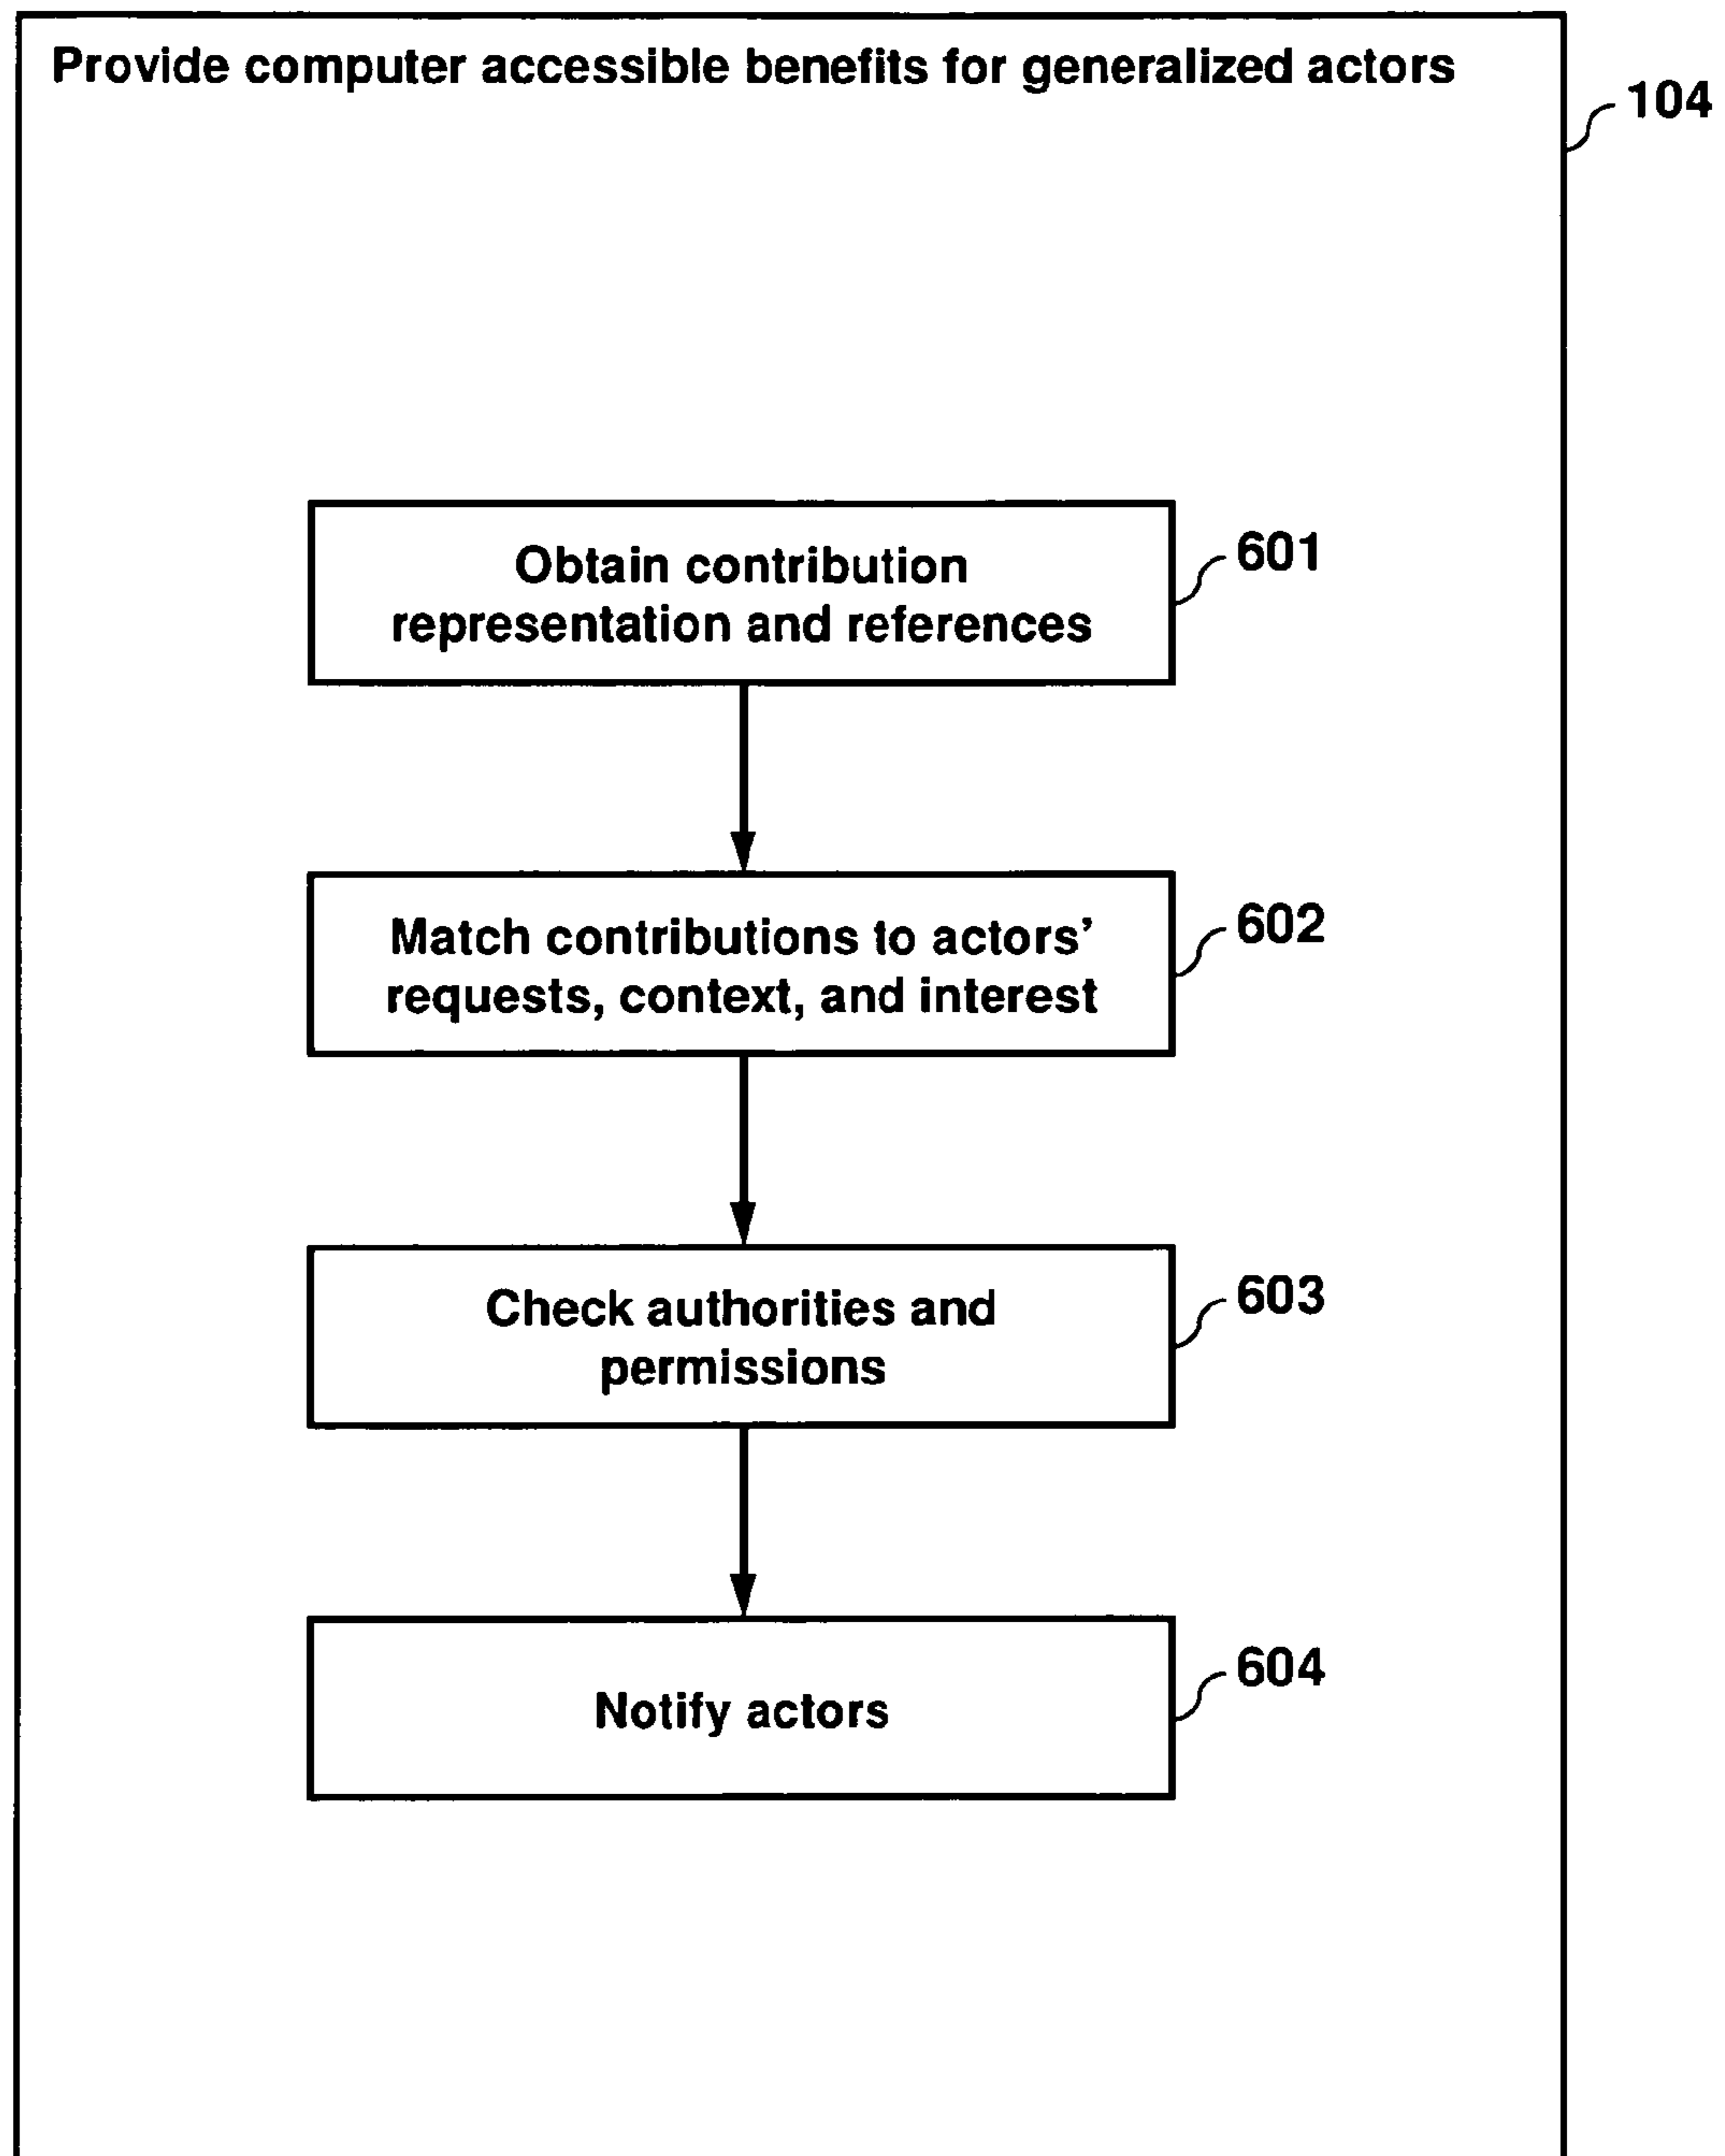 Provide computer accessible benefits for generalized actors
104
Obtain contribution
representation and references
601
Match contributions to actors’
requests, context, and interest
602
Check authorities and
permissions
603
Notify actors
604